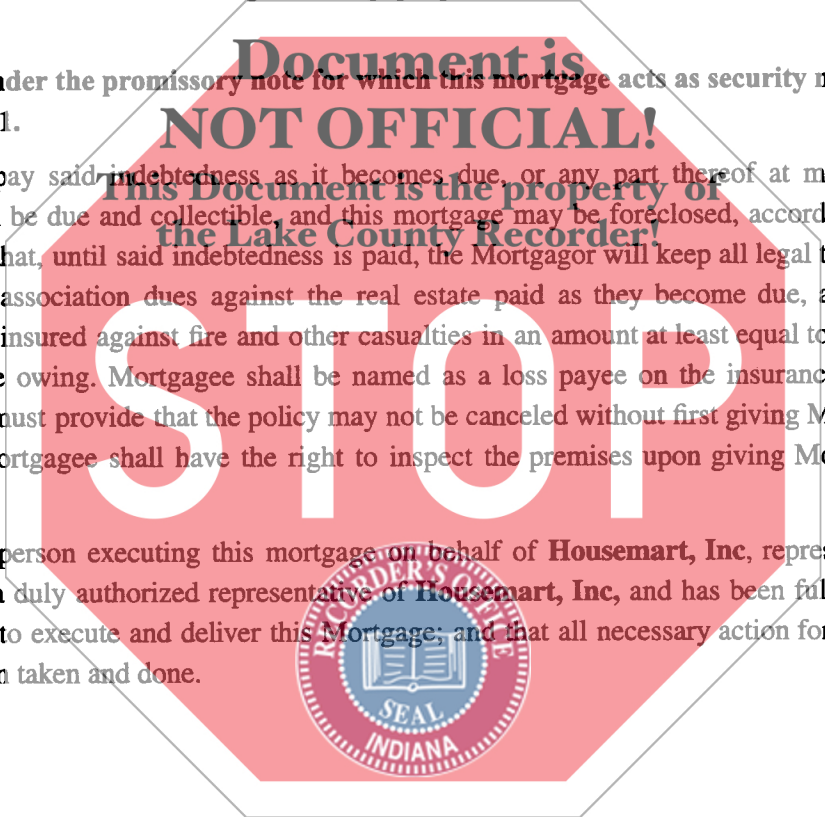 Document is
nder the promissory note for which this mortgage acts as security
NOT OFFICIAL!
1.
pay said indebtedness as it becomes due, or any part thereof at m
This Document is the property of
be due and collectible, and this mortgage may be foreclosed, accord
the Lake County Recorder!
hat, until said indebtedness is paid, the Mortgagor will keep all legal t
association dues against the real estate paid as they become due, a
insured against fire and other casualties in an amount at least equal to
e owing. Mortgagee shall be named as a loss payee on the insuranc
must provide that the policy may not be canceled without first giving M
ortgagee shall have the right to inspect the premises upon giving Mo
STOP
person executing this mortgage on behalf of Housemart, Inc, repres
a duly authorized representative of Housemart, Inc, and has been ful
to execute and deliver this Mortgage; and that all necessary action for
n taken and done.
RECORDER'S OFFICE
SEAL
INDIANA